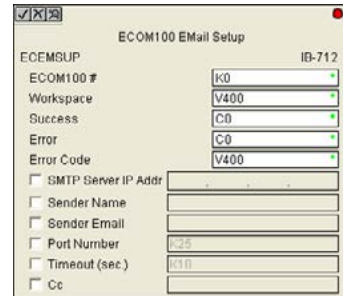 ECOM100 EMail Setup
ECEMSUP IB-712
ECOM100 # K0
Workspace V400
Success C0
Error C0
Error Code V400
SMTP Server IP Addr . . .
Sender Name
Sender Email
Port Number K25
Timeout (sec.) K10
Cc